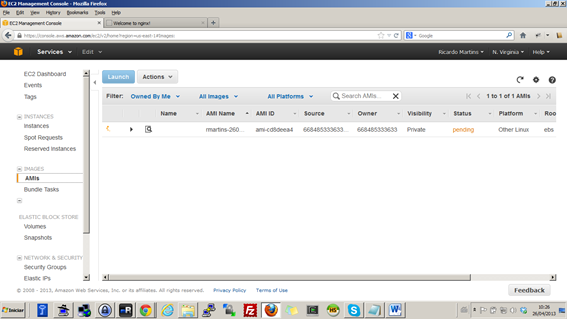 EC2 Management Console - Mozilla Firefox
File Edit View History Bookmarks Tools Help
EC2 Management Console Welcome to nginx!
https://console.aws.amazon.com/ec2/v2/home?region=us-east-1#Images: Google
Services Edit Ricardo Martins N. Virginia Help
EC2 Dashboard
Events
Tags
INSTANCES
Instances
Spot Requests
Reserved Instances
IMAGES
AMIs
Bundle Tasks
ELASTIC BLOCK STORE
Volumes
Snapshots
NETWORK & SECURITY
Security Groups
Elastic IPs
Launch Actions
Filter: Owned By Me All Images All Platforms Search AMIs... 1 to 1 of 1 AMIs
Name AMI Name AMI ID Source Owner Visibility Status Platform Roo
rmartins-260... ami-cd8deea4 668485333633... 668485333633 Private pending Other Linux ebs
© 2008 - 2013, Amazon Web Services, Inc. or its affiliates. All rights reserved. Privacy Policy Terms of Use Feedback
Iniciar 10:26
26/04/2013